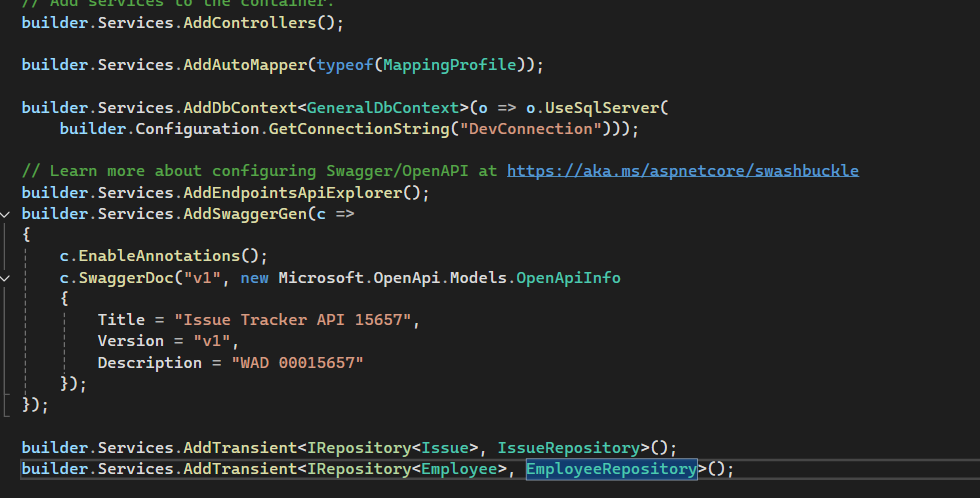 // Add services to the container.
builder.Services.AddControllers();
builder.Services.AddAutoMapper(typeof(MappingProfile));
builder.Services.AddDbContext<GeneralDbContext>(o => o.UseSqlServer(
    builder.Configuration.GetConnectionString("DevConnection")));
// Learn more about configuring Swagger/OpenAPI at https://aka.ms/aspnetcore/swashbuckle
builder.Services.AddEndpointsApiExplorer();
builder.Services.AddSwaggerGen(c =>
{
    c.EnableAnnotations();
    c.SwaggerDoc("v1", new Microsoft.OpenApi.Models.OpenApiInfo
    {
        Title = "Issue Tracker API 15657",
        Version = "v1",
        Description = "WAD 00015657"
    });
});
builder.Services.AddTransient<IRepository<Issue>, IssueRepository>();
builder.Services.AddTransient<IRepository<Employee>, EmployeeRepository>();